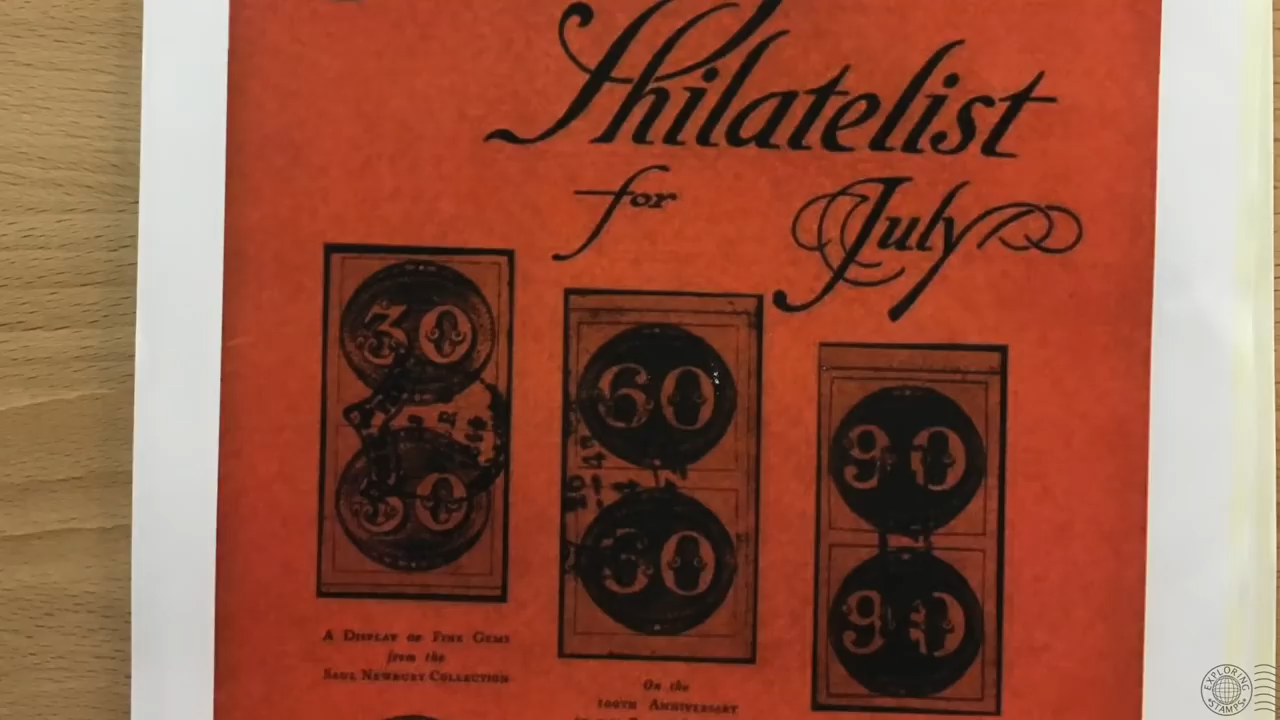 Philatelist
for July
30
30
60
60
90
90
A DISPLAY OF FINE GEMS
from the
SAUL NEWBURY COLLECTION
On the
100TH ANNIVERSARY
EXPLORING
STAMPS